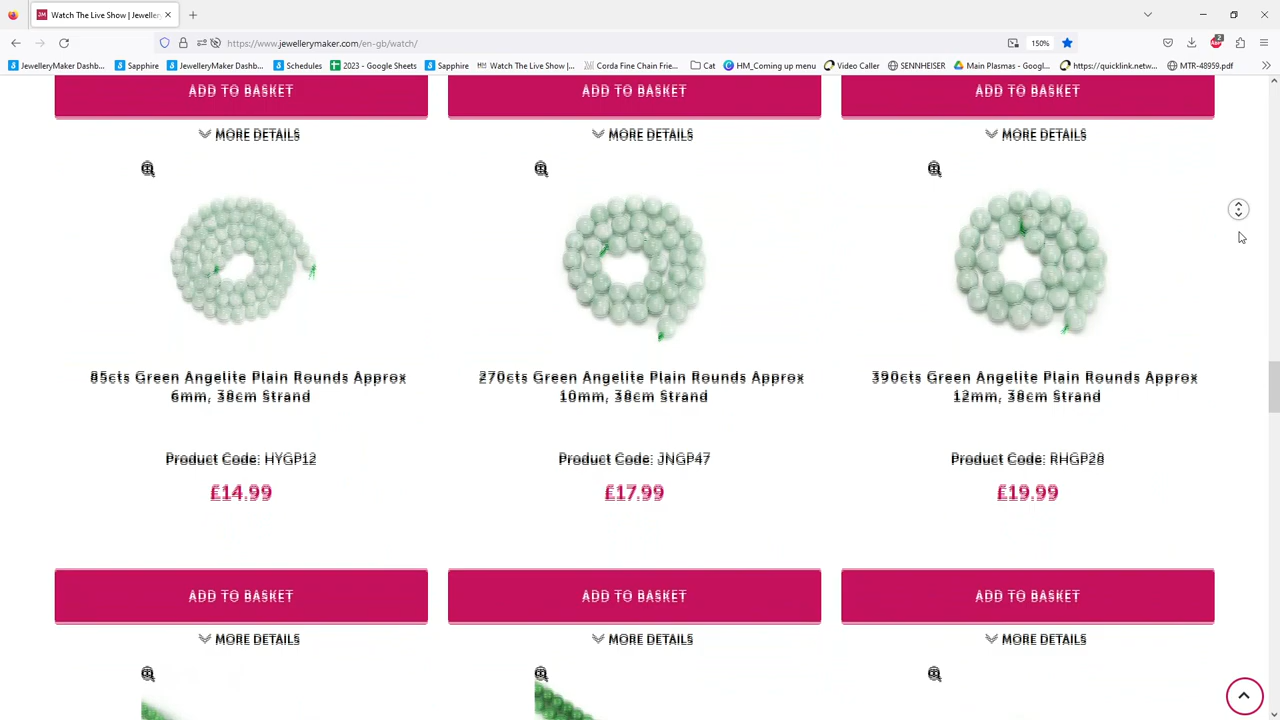 JM Watch The Live Show | Jeweller
https://www.jewellerymaker.com/en-gb/watch/
150%
2
JewelleryMaker Dashb...
Sapphire
JewelleryMaker Dashb...
Schedules
2023 - Google Sheets
Sapphire
Watch The Live Show |...
Corda Fine Chain Frie...
Cat
HM_Coming up menu
Video Caller
SENNHEISER
Main Plasmas - Googl...
https://quicklink.netw...
MTR-48959.pdf
ADD TO BASKET
ADD TO BASKET
ADD TO BASKET
MORE DETAILS
MORE DETAILS
MORE DETAILS
85cts Green Angelite Plain Rounds Approx
6mm, 38cm Strand
270cts Green Angelite Plain Rounds Approx
10mm, 38cm Strand
390cts Green Angelite Plain Rounds Approx
12mm, 38cm Strand
Product Code: HYGP12
Product Code: JNGP47
Product Code: RHGP28
£14.99
£17.99
£19.99
ADD TO BASKET
ADD TO BASKET
ADD TO BASKET
MORE DETAILS
MORE DETAILS
MORE DETAILS